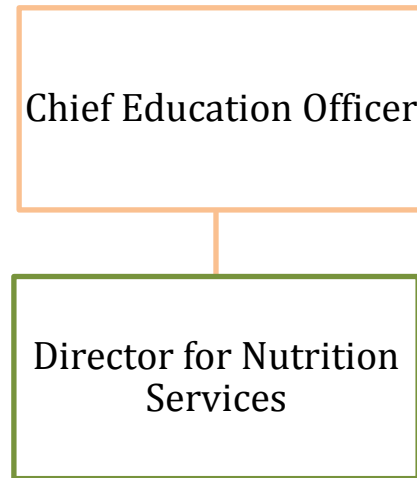 Chief Education Officer
Director for Nutrition
Services